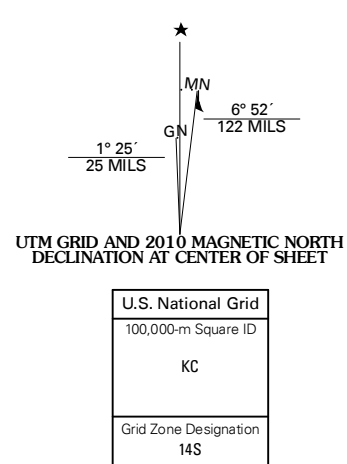 ★
MN
6° 52´
122 MILS
GN
1° 25´
25 MILS
UTM GRID AND 2010 MAGNETIC NORTH
DECLINATION AT CENTER OF SHEET
U.S. National Grid
100,000-m Square ID
KC
Grid Zone Designation
14S